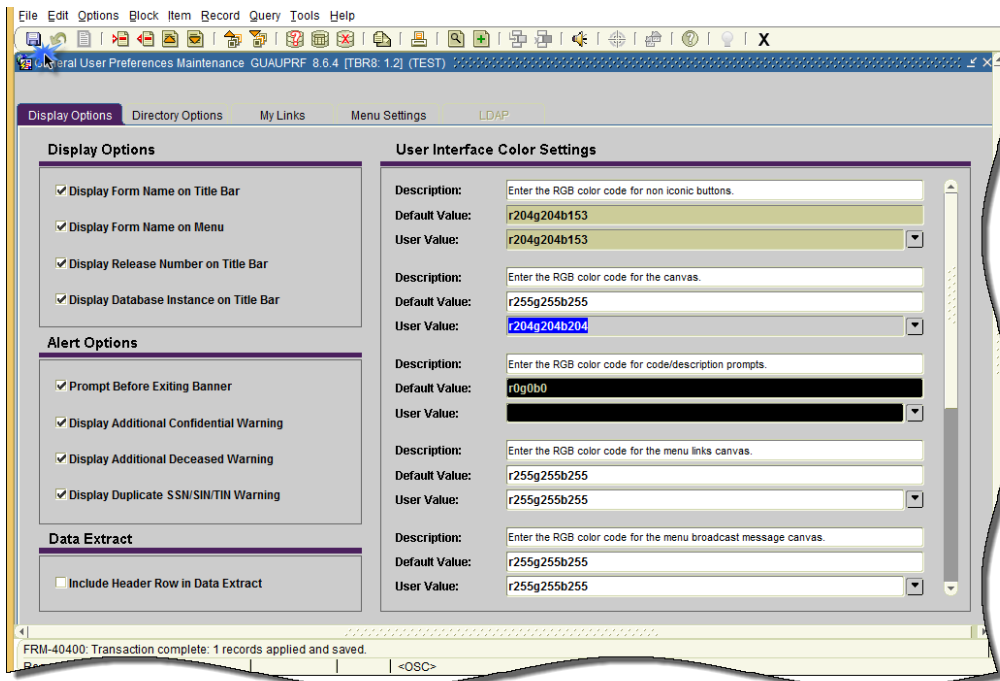 File Edit Options Block Item Record Query Tools Help
X
General User Preferences Maintenance GUAUPRF 8.6.4 [TBR8: 1.2] (TEST)
Display Options Directory Options My Links Menu Settings LDAP
Display Options
Display Form Name on Title Bar
Display Form Name on Menu
Display Release Number on Title Bar
Display Database Instance on Title Bar
Alert Options
Prompt Before Exiting Banner
Display Additional Confidential Warning
Display Additional Deceased Warning
Display Duplicate SSN/SIN/TIN Warning
Data Extract
Include Header Row in Data Extract
User Interface Color Settings
Description: Enter the RGB color code for non iconic buttons.
Default Value: r204g204b153
User Value: r204g204b153
Description: Enter the RGB color code for the canvas.
Default Value: r255g255b255
User Value: r204g204b204
Description: Enter the RGB color code for code/description prompts.
Default Value: r0g0b0
User Value:
Description: Enter the RGB color code for the menu links canvas.
Default Value: r255g255b255
User Value: r255g255b255
Description: Enter the RGB color code for the menu broadcast message canvas.
Default Value: r255g255b255
User Value: r255g255b255
FRM-40400: Transaction complete: 1 records applied and saved.
<OSC>